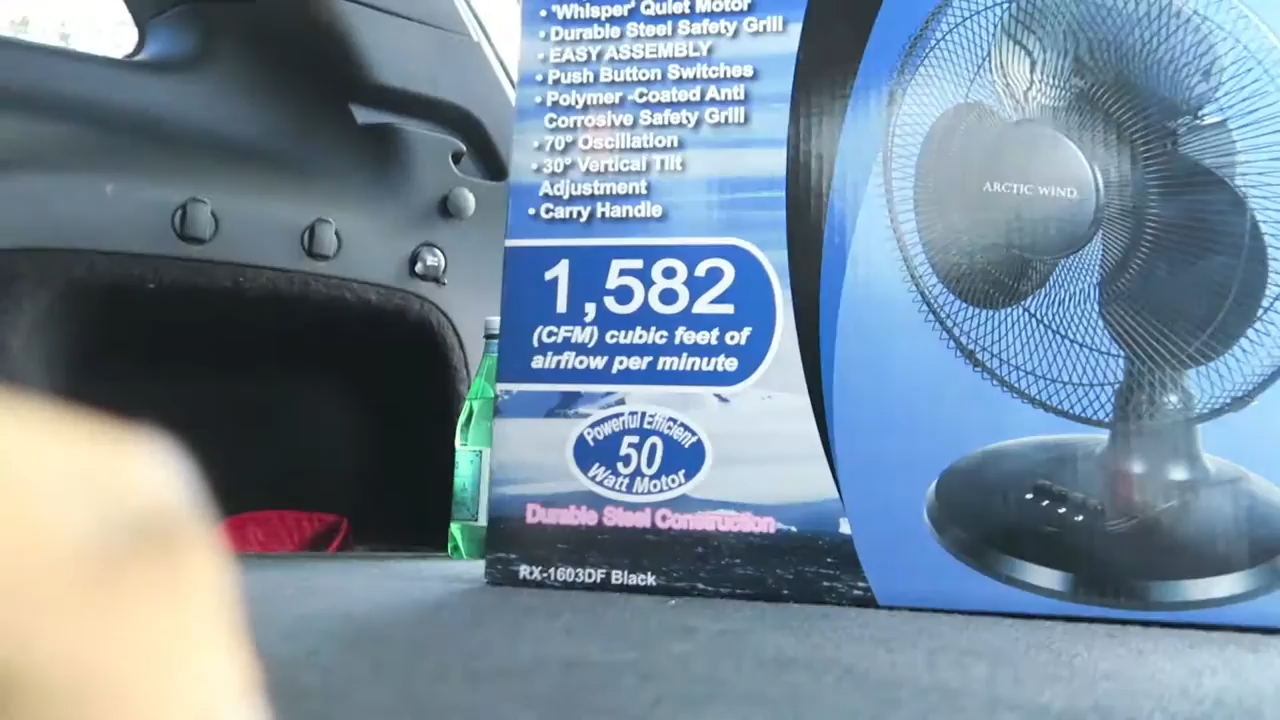 • 'Whisper' Quiet Motor
• Durable Steel Safety Grill
• EASY ASSEMBLY
• Push Button Switches
• Polymer -Coated Anti
Corrosive Safety Grill
• 70° Oscillation
• 30° Vertical Tilt
Adjustment
• Carry Handle
1,582
(CFM) cubic feet of
airflow per minute
Powerful Efficient
50
Watt Motor
Durable Steel Construction
RX-1603DF Black
ARCTIC WIND